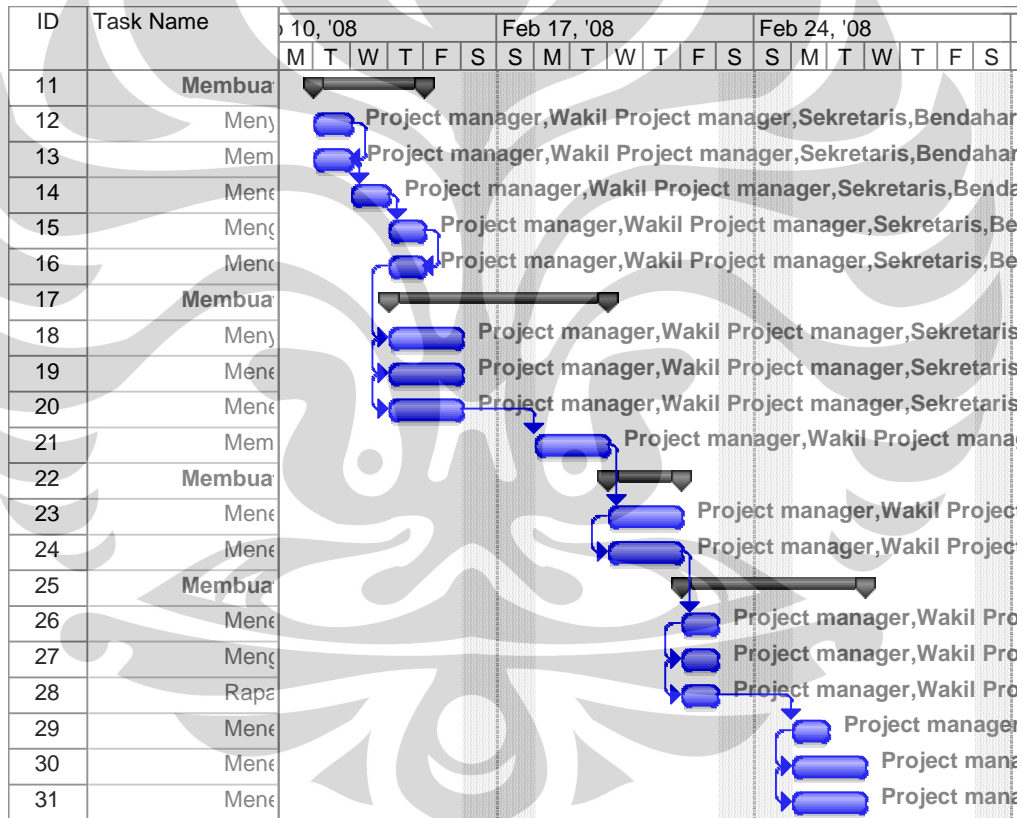 ID Task Name 10, '08 Feb 17, '08 Feb 24, '08
M T W T F S S M T W T F S S M T W T F S
11 Membua
12 Meny Project manager,Wakil Project manager,Sekretaris,Bendahar
13 Mem Project manager,Wakil Project manager,Sekretaris,Bendahar
14 Mene Project manager,Wakil Project manager,Sekretaris,Benda
15 Meng Project manager,Wakil Project manager,Sekretaris,Be
16 Project manager,Wakil Project manager,Sekretaris,Be
17 Membua
18 Meny Project manager,Wakil Project manager,Sekretaris
19 Mene Project manager,Wakil Project manager,Sekretaris
20 Mene Project manager,Wakil Project manager,Sekretaris
21 Mem Project manager,Wakil Project manag
22 Membua
23 Mene Project manager,Wakil Project
24 Mene Project manager,Wakil Project
25 Membua
26 Mene Project manager,Wakil Pro
27 Meng Project manager,Wakil Pro
28 Rapa Project manager,Wakil Pro
29 Mene Project manager
30 Mene Project mana
31 Mene Project mana